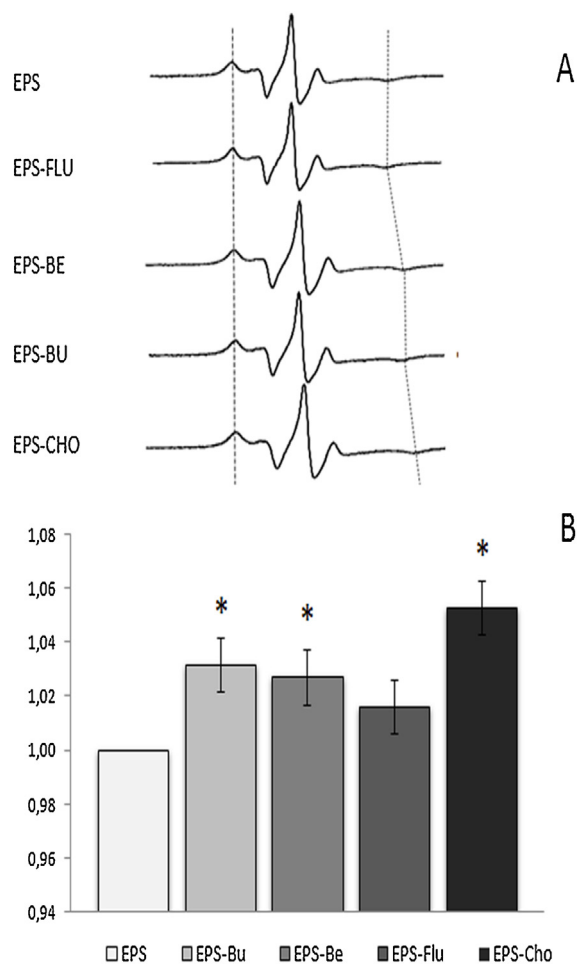 A
EPS
EPS-FLU
EPS-BE
EPS-BU
EPS-CHO
B
1,08
1,06
1,04
1,02
1,00
0,98
0,96
0,94
* * *
EPS EPS-Bu EPS-Be EPS-Flu EPS-Cho